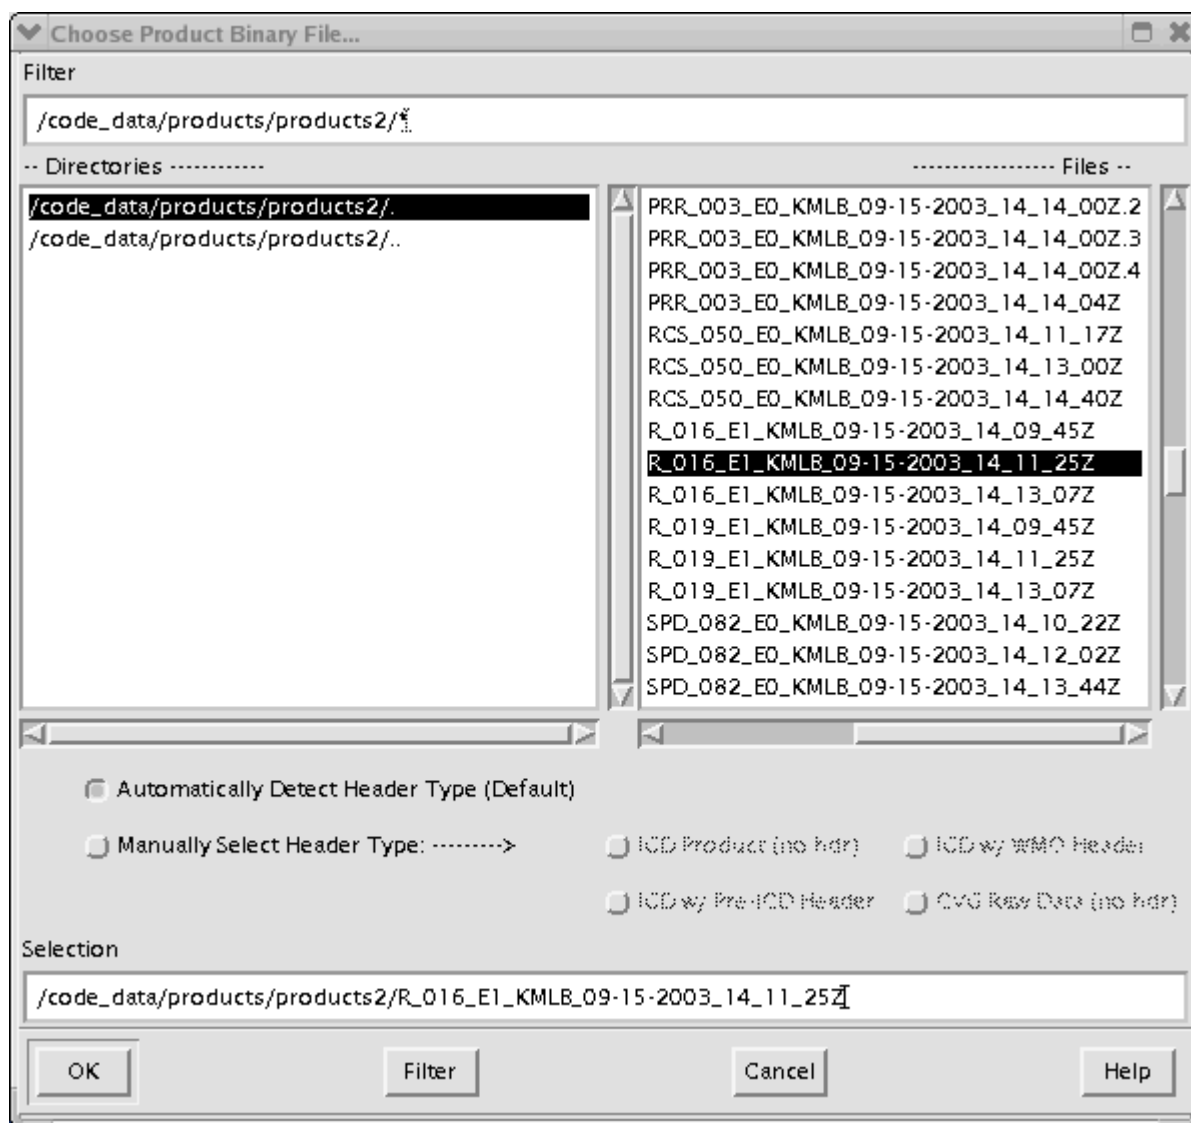 Choose Product Binary File...
Filter
/code_data/products/products2/*
-- Directories ------------
------------------ Files --
/code_data/products/products2/.
/code_data/products/products2/..
PRR_003_E0_KMLB_09-15-2003_14_14_00Z.2
PRR_003_E0_KMLB_09-15-2003_14_14_00Z.3
PRR_003_E0_KMLB_09-15-2003_14_14_00Z.4
PRR_003_E0_KMLB_09-15-2003_14_14_04Z
RCS_050_E0_KMLB_09-15-2003_14_11_17Z
RCS_050_E0_KMLB_09-15-2003_14_13_00Z
RCS_050_E0_KMLB_09-15-2003_14_14_40Z
R_016_E1_KMLB_09-15-2003_14_09_45Z
R_016_E1_KMLB_09-15-2003_14_11_25Z
R_016_E1_KMLB_09-15-2003_14_13_07Z
R_019_E1_KMLB_09-15-2003_14_09_45Z
R_019_E1_KMLB_09-15-2003_14_11_25Z
R_019_E1_KMLB_09-15-2003_14_13_07Z
SPD_082_E0_KMLB_09-15-2003_14_10_22Z
SPD_082_E0_KMLB_09-15-2003_14_12_02Z
SPD_082_E0_KMLB_09-15-2003_14_13_44Z
Automatically Detect Header Type (Default)
Manually Select Header Type: --------->
ICD Product (no hdr)
ICD w/ WMO Header
ICD w/ Pre-ICD Header
CVG Raw Data (no hdr)
Selection
/code_data/products/products2/R_016_E1_KMLB_09-15-2003_14_11_25Z
OK
Filter
Cancel
Help